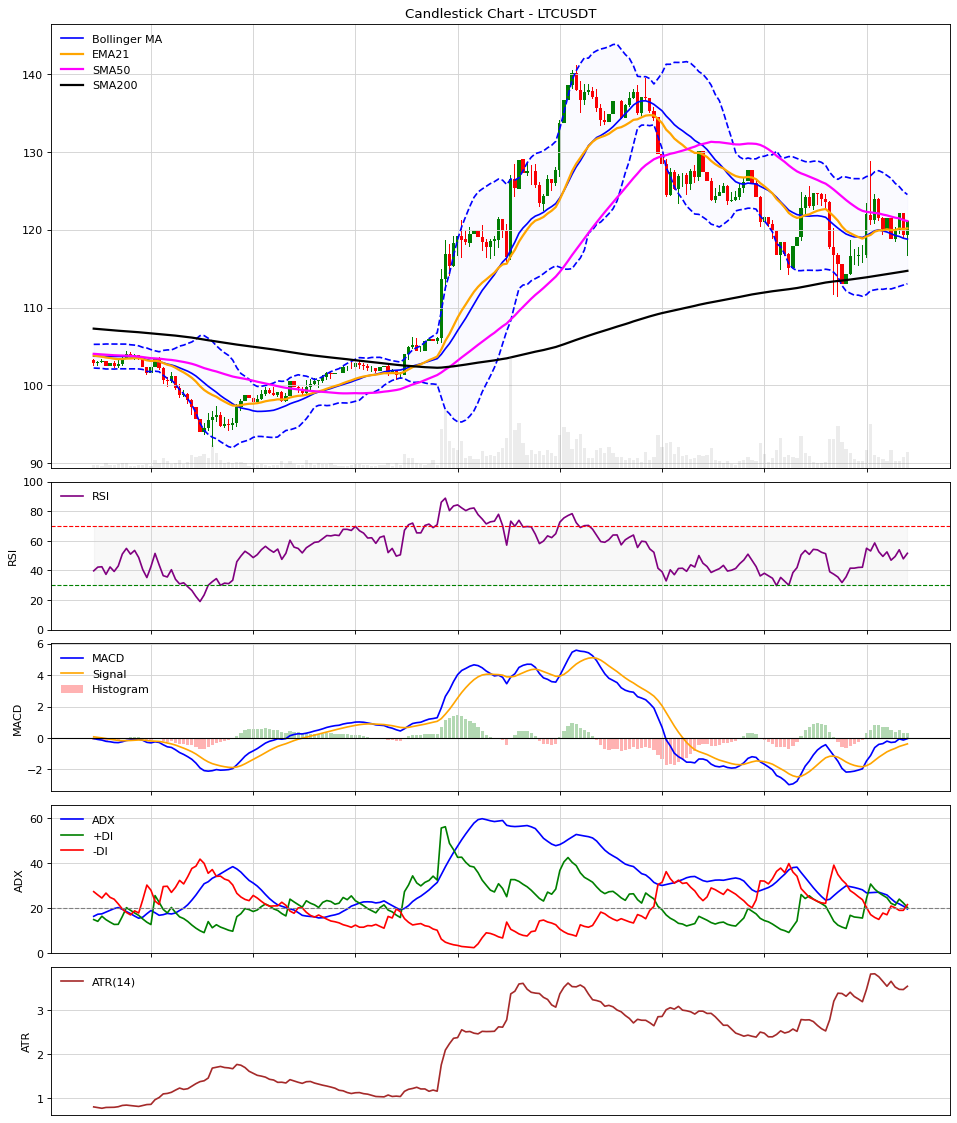 Candlestick Chart - LTCUSDT
Bollinger MA
EMA21
SMA50
SMA200
140
130
120
110
100
90
RSI
RSI
100
80
60
40
20
0
MACD
Signal
Histogram
MACD
6
4
2
0
−2
ADX
+DI
-DI
ADX
60
40
20
0
ATR(14)
ATR
3
2
1